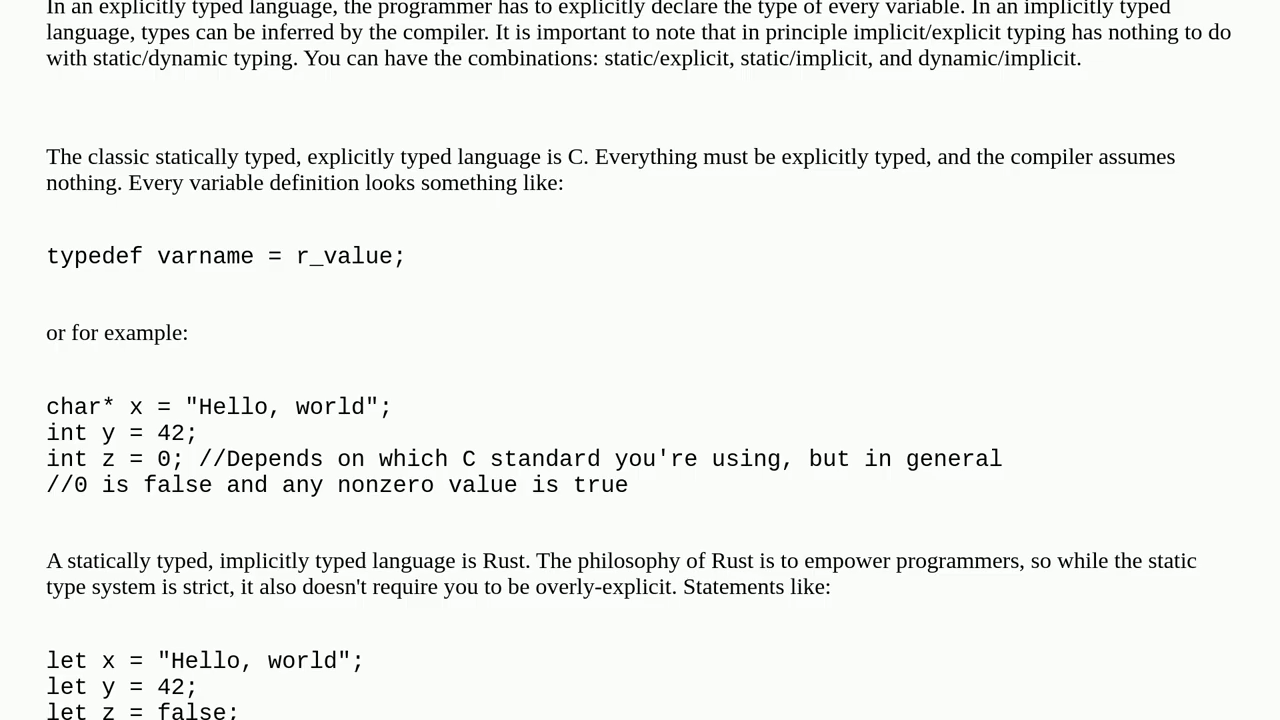 In an explicitly typed language, the programmer has to explicitly declare the type of every variable. In an implicitly typed
language, types can be inferred by the compiler. It is important to note that in principle implicit/explicit typing has nothing to do
with static/dynamic typing. You can have the combinations: static/explicit, static/implicit, and dynamic/implicit.
The classic statically typed, explicitly typed language is C. Everything must be explicitly typed, and the compiler assumes
nothing. Every variable definition looks something like:
typedef varname = r_value;
or for example:
char* x = "Hello, world";
int y = 42;
int z = 0; //Depends on which C standard you're using, but in general
//0 is false and any nonzero value is true
A statically typed, implicitly typed language is Rust. The philosophy of Rust is to empower programmers, so while the static
type system is strict, it also doesn't require you to be overly-explicit. Statements like:
let x = "Hello, world";
let y = 42;
let z = false;